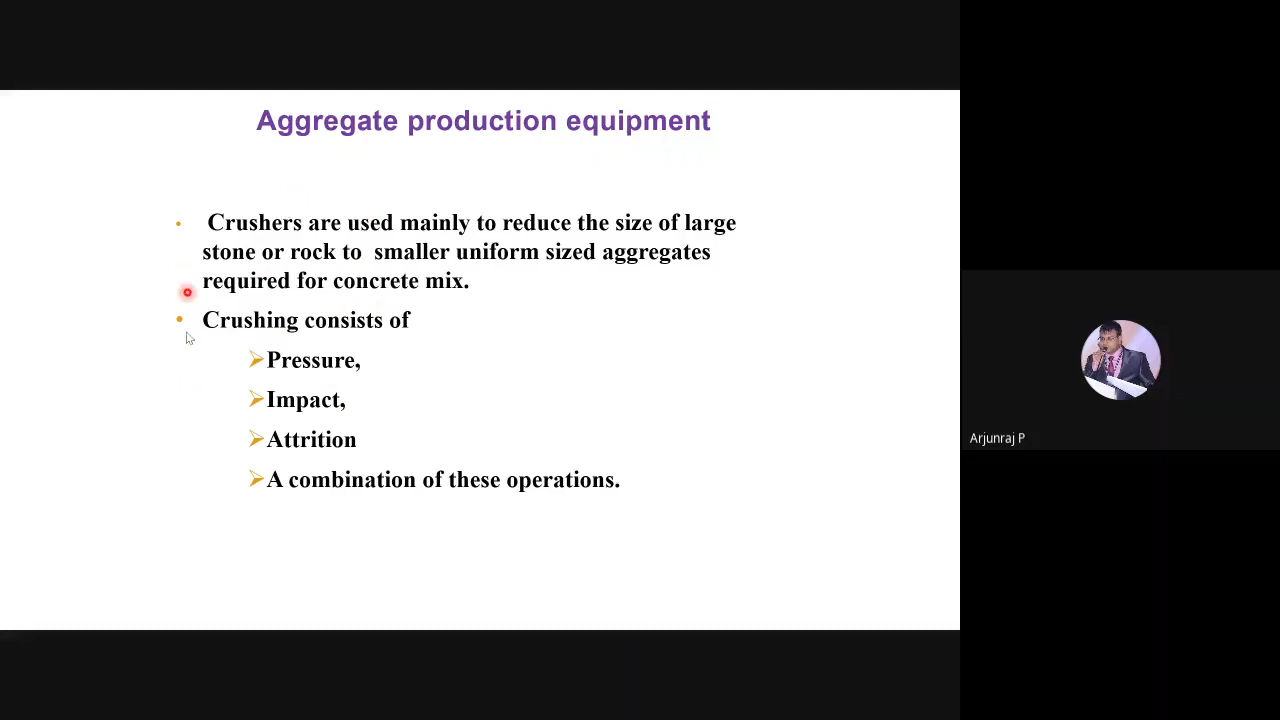 Aggregate production equipment
• Crushers are used mainly to reduce the size of large
stone or rock to smaller uniform sized aggregates
required for concrete mix.
• Crushing consists of
➢Pressure,
➢Impact,
➢Attrition
➢A combination of these operations.
Arjunraj P